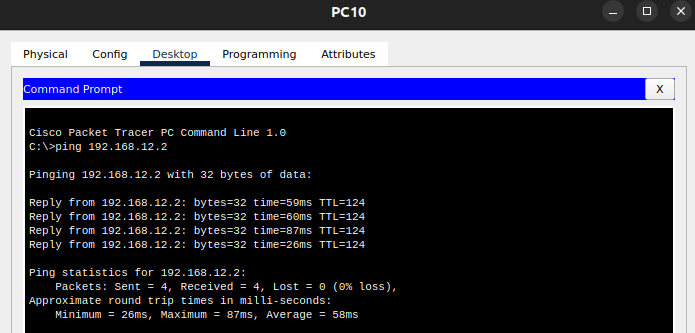 PC10
Physical Config Desktop Programming Attributes
Command Prompt
X
Cisco Packet Tracer PC Command Line 1.0
C:\>ping 192.168.12.2
Pinging 192.168.12.2 with 32 bytes of data:
Reply from 192.168.12.2: bytes=32 time=59ms TTL=124
Reply from 192.168.12.2: bytes=32 time=60ms TTL=124
Reply from 192.168.12.2: bytes=32 time=87ms TTL=124
Reply from 192.168.12.2: bytes=32 time=26ms TTL=124
Ping statistics for 192.168.12.2:
    Packets: Sent = 4, Received = 4, Lost = 0 (0% loss),
Approximate round trip times in milli-seconds:
    Minimum = 26ms, Maximum = 87ms, Average = 58ms